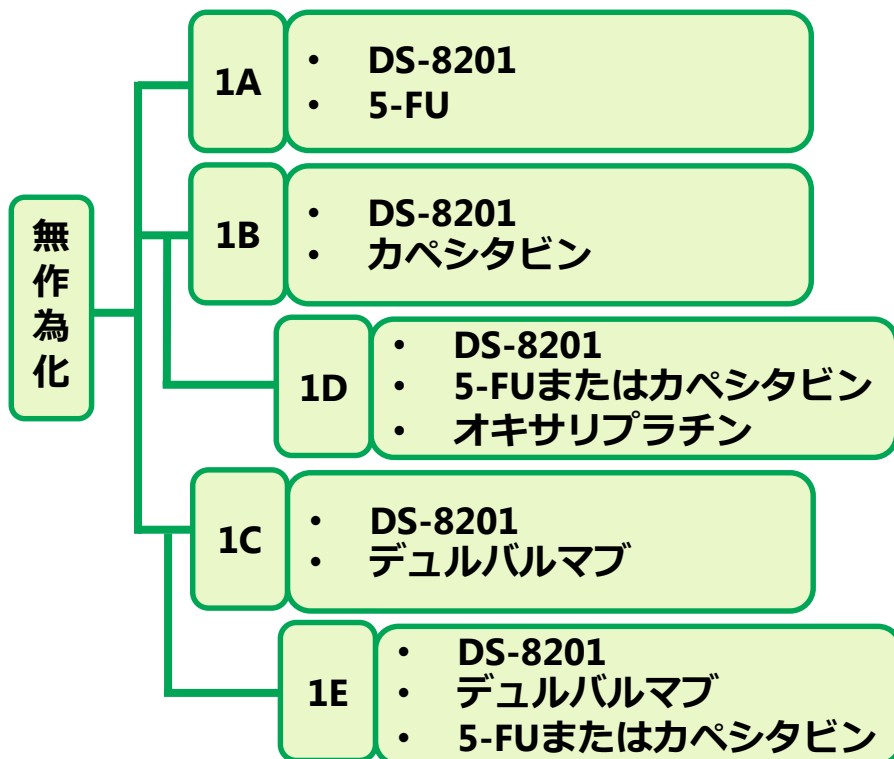 無作為化
1A
• DS-8201
• 5-FU
1B
• DS-8201
• カペシタビン
1D
• DS-8201
• 5-FUまたはカペシタビン
• オキサリプラチン
1C
• DS-8201
• デュルバルマブ
1E
• DS-8201
• デュルバルマブ
• 5-FUまたはカペシタビン